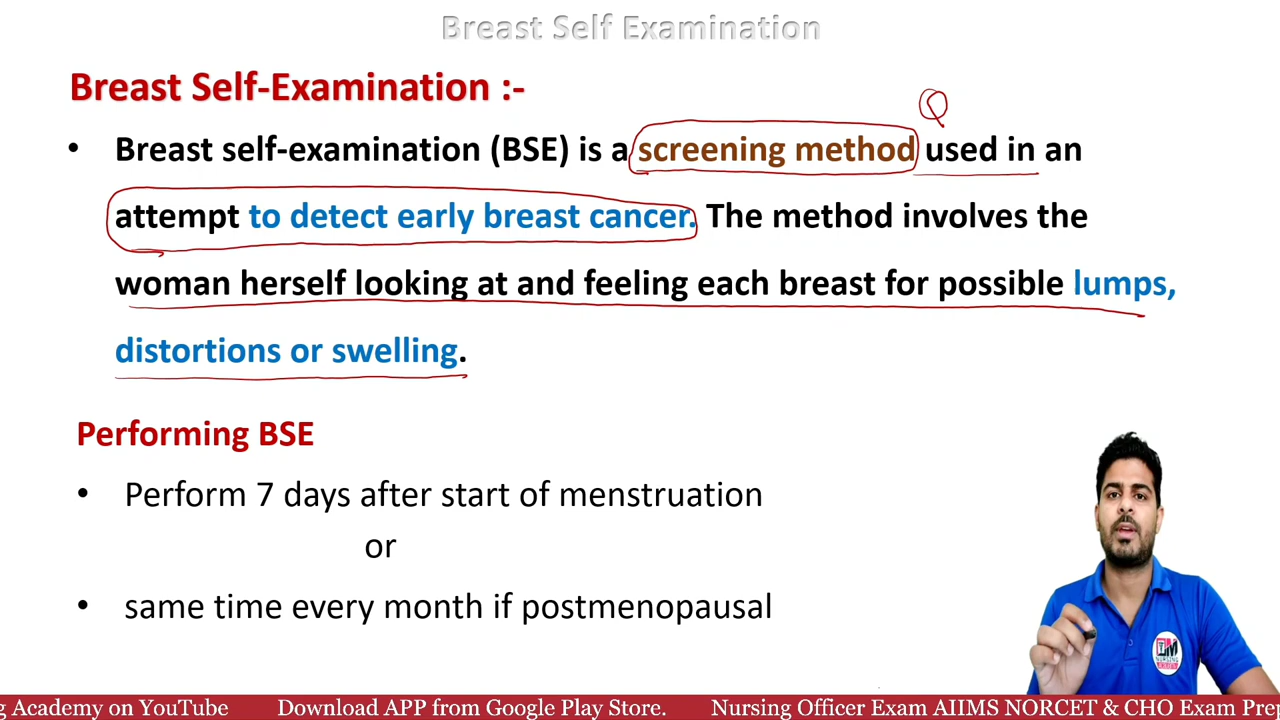 Breast Self Examination
Breast Self-Examination :-
• Breast self-examination (BSE) is a screening method used in an
attempt to detect early breast cancer. The method involves the
woman herself looking at and feeling each breast for possible lumps,
distortions or swelling.
Performing BSE
• Perform 7 days after start of menstruation
or
• same time every month if postmenopausal
NURSING
g Academy on YouTube Download APP from Google Play Store. Nursing Officer Exam AIIMS NORCET & CHO Exam Prep